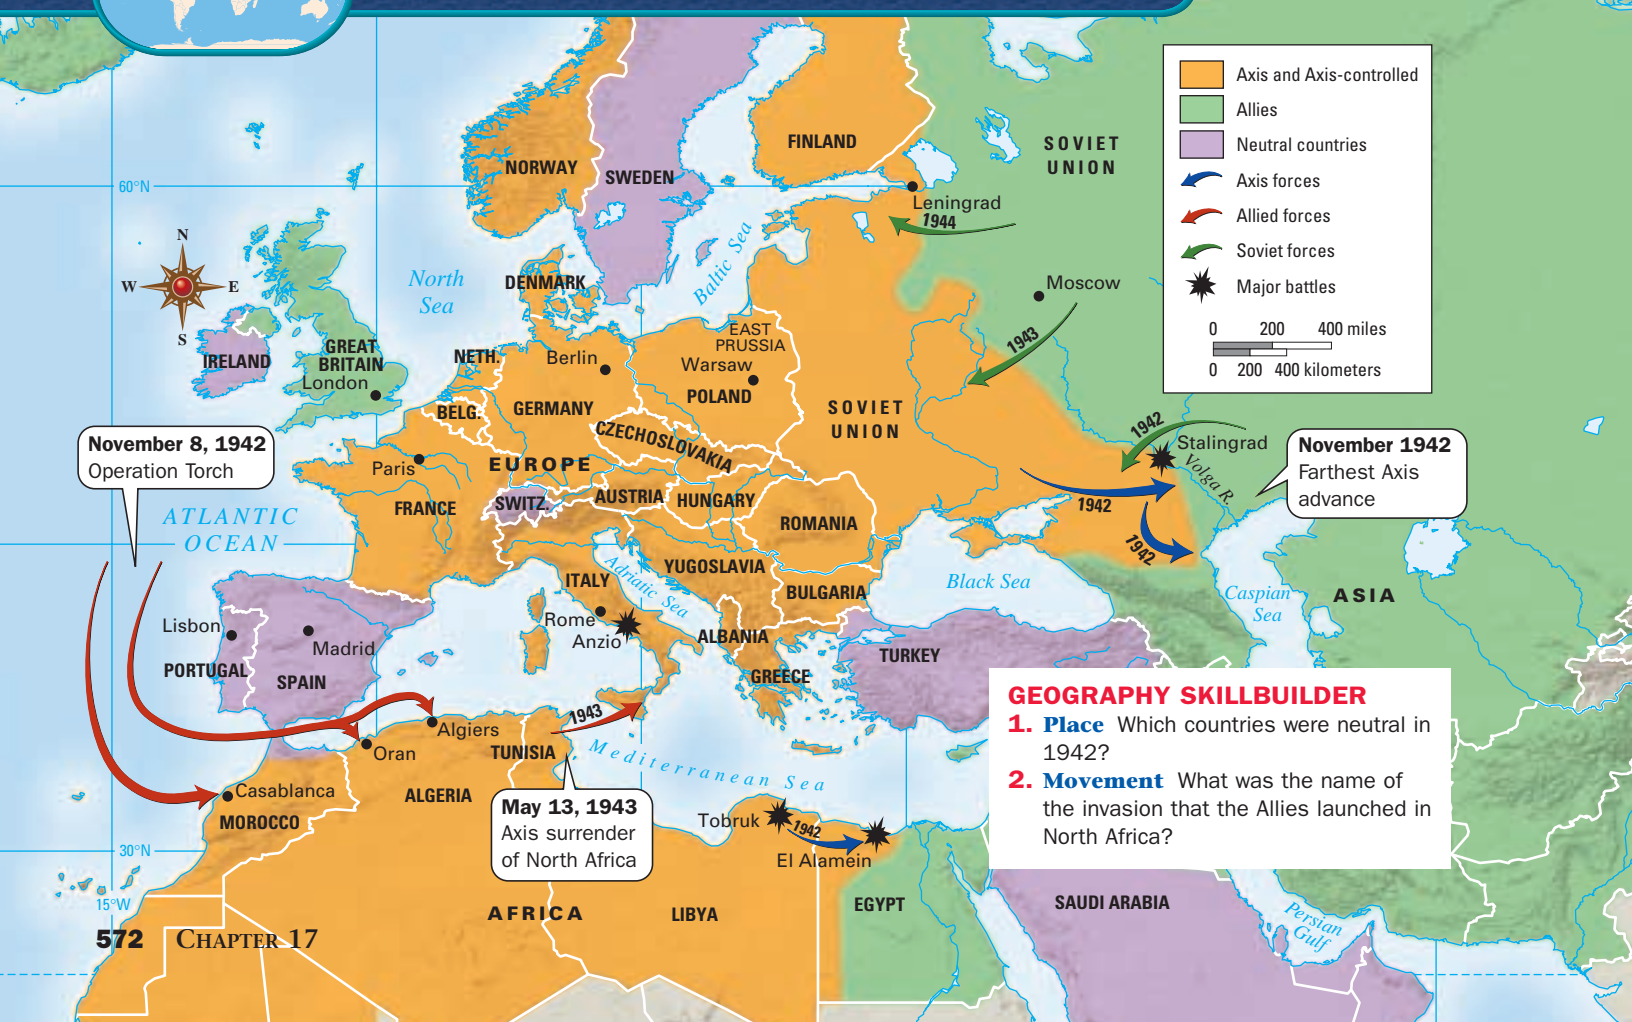 Axis and Axis-controlled
Allies
Neutral countries
Axis forces
Allied forces
Soviet forces
Major battles
0 200 400 miles
0 200 400 kilometers
NORWAY
SWEDEN
FINLAND
SOVIET
UNION
60°N
Leningrad
1944
N
W
E
S
North
Sea
DENMARK
Baltic Sea
Moscow
1943
IRELAND
GREAT
BRITAIN
London
NETH.
Berlin
EAST
PRUSSIA
Warsaw
POLAND
BELG.
GERMANY
SOVIET
UNION
CZECHOSLOVAKIA
1942
Stalingrad
Volga R.
November 1942
Farthest Axis
advance
November 8, 1942
Operation Torch
Paris
EUROPE
FRANCE
SWITZ.
AUSTRIA
HUNGARY
ROMANIA
1942
1942
ATLANTIC
OCEAN
ITALY
Adriatic Sea
YUGOSLAVIA
BULGARIA
Black Sea
Caspian
Sea
ASIA
Lisbon
Madrid
PORTUGAL
SPAIN
Rome
Anzio
ALBANIA
GREECE
TURKEY
1943
Algiers
Oran
TUNISIA
Mediterranean Sea
Casablanca
MOROCCO
ALGERIA
May 13, 1943
Axis surrender
of North Africa
Tobruk
1942
El Alamein
30°N
15°W
AFRICA
LIBYA
EGYPT
SAUDI ARABIA
Persian
Gulf
GEOGRAPHY SKILLBUILDER
1. Place Which countries were neutral in
1942?
2. Movement What was the name of
the invasion that the Allies launched in
North Africa?
572 CHAPTER 17